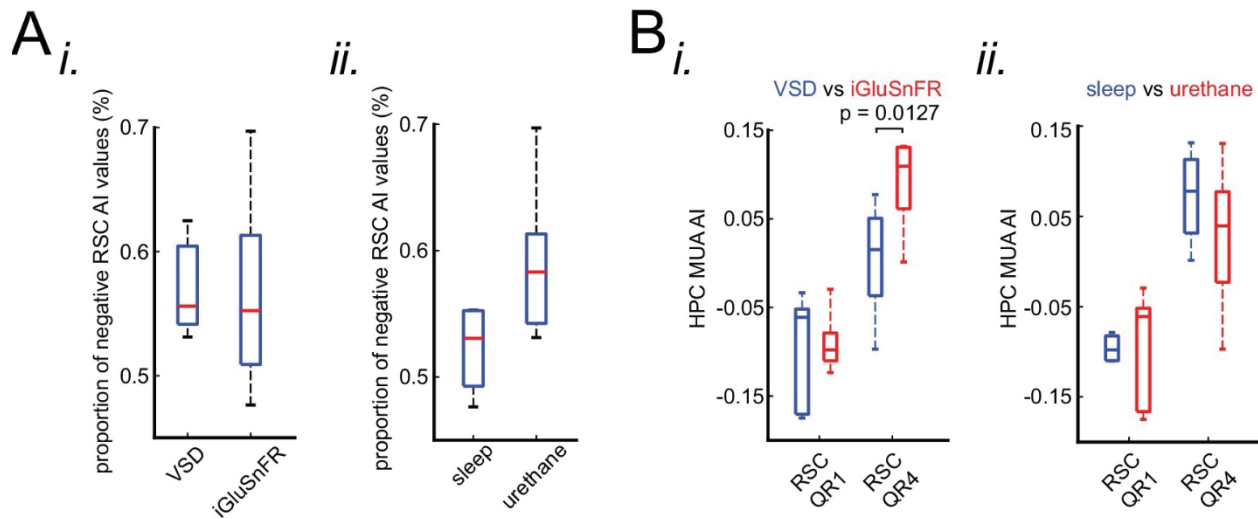 A
i.
proportion of negative RSC AI values (%)
0.7
0.6
0.5
VSD
iGluSnFR
ii.
proportion of negative RSC AI values (%)
0.7
0.6
0.5
sleep
urethane
B
i.
VSD vs iGluSnFR
p = 0.0127
HPC MUA AI
0.15
0.05
-0.05
-0.15
RSC
QR1
RSC
QR4
ii.
sleep vs urethane
HPC MUA AI
0.15
0.05
-0.05
-0.15
RSC
QR1
RSC
QR4